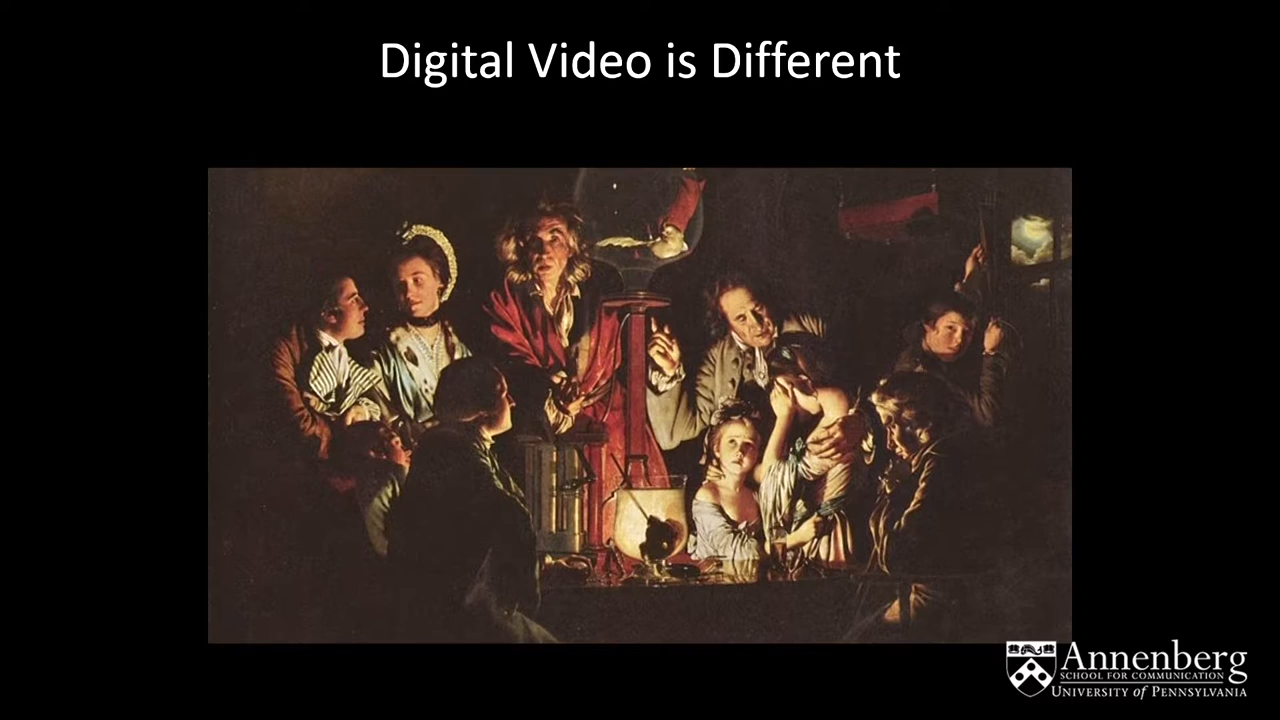 Digital Video is Different
Annenberg
SCHOOL FOR COMMUNICATION
UNIVERSITY of PENNSYLVANIA